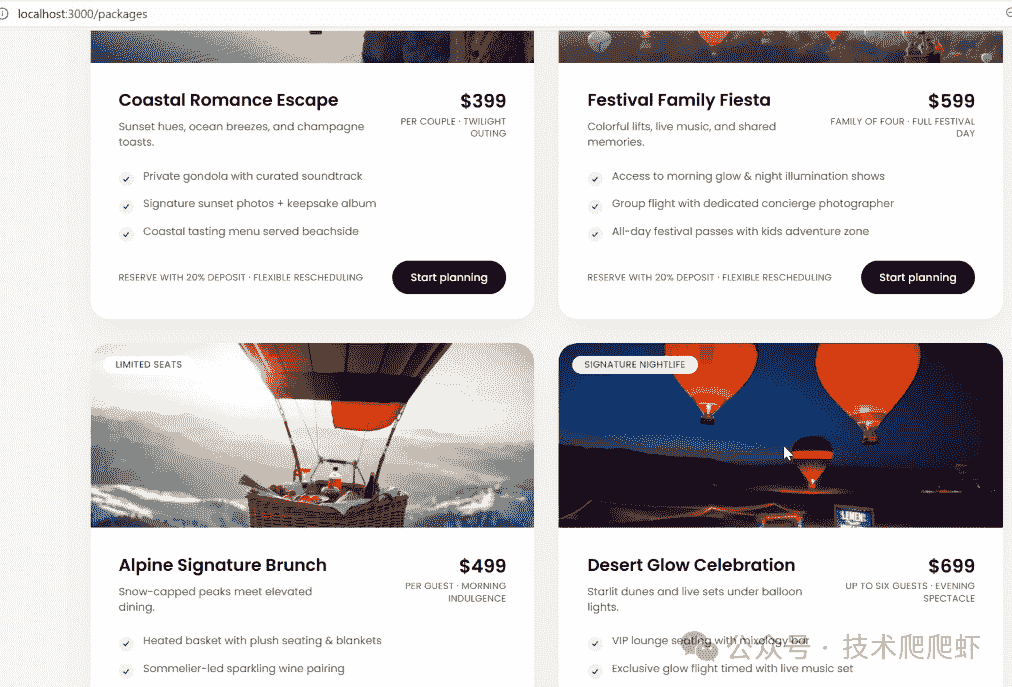 localhost:3000/packages
Coastal Romance Escape
$399
Sunset hues, ocean breezes, and champagne
toasts.
PER COUPLE · TWILIGHT
OUTING
Private gondola with curated soundtrack
Signature sunset photos + keepsake album
Coastal tasting menu served beachside
RESERVE WITH 20% DEPOSIT · FLEXIBLE RESCHEDULING
Start planning
Festival Family Fiesta
$599
Colorful lifts, live music, and shared
memories.
FAMILY OF FOUR · FULL FESTIVAL
DAY
Access to morning glow & night illumination shows
Group flight with dedicated concierge photographer
All-day festival passes with kids adventure zone
RESERVE WITH 20% DEPOSIT · FLEXIBLE RESCHEDULING
Start planning
LIMITED SEATS
Alpine Signature Brunch
$499
Snow-capped peaks meet elevated
dining.
PER GUEST · MORNING
INDULGENCE
Heated basket with plush seating & blankets
Sommelier-led sparkling wine pairing
SIGNATURE NIGHTLIFE
Desert Glow Celebration
$699
Starlit dunes and live sets under balloon
lights.
UP TO SIX GUESTS · EVENING
SPECTACLE
VIP lounge seating with mixology bar
Exclusive glow flight timed with live music set
公众号 · 技术爬爬虾